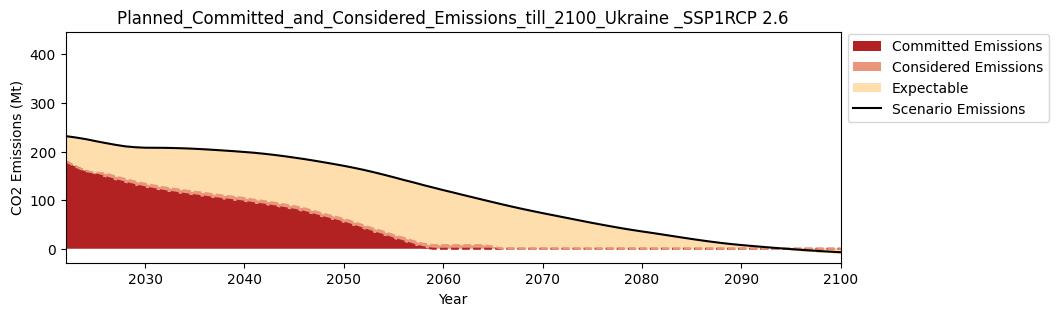 Planned_Committed_and_Considered_Emissions_till_2100_Ukraine _SSP1RCP 2.6
400
300
200
100
0
CO2 Emissions (Mt)
2030 2040 2050 2060 2070 2080 2090 2100
Year
Committed Emissions
Considered Emissions
Expectable
Scenario Emissions